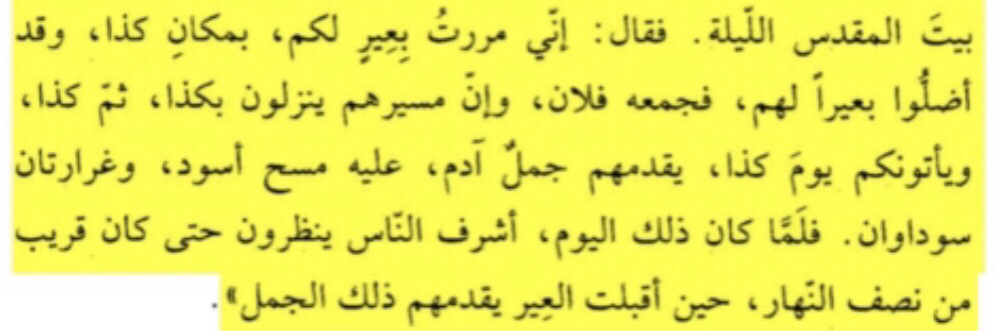 بيتَ المقدس اللّيلة. فقال: إنّي مررتُ بِعِيرٍ لكم، بمكانِ كذا، وقد
أضلُّوا بعيراً لهم، فجمعه فلان، وإنّ مسيرهم ينزلون بكذا، ثمّ كذا،
ويأتونكم يومَ كذا، يقدمهم جملٌ آدم، عليه مسح أسود، وغرارتان
سوداوان. فلَمَّا كان ذلك اليوم، أشرف النّاس ينظرون حتى كان قريب
من نصف النّهار، حين أقبلت العِير يقدمهم ذلك الجمل».